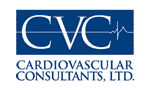 CVC
CARDIOVASCULAR
CONSULTANTS, LTD.